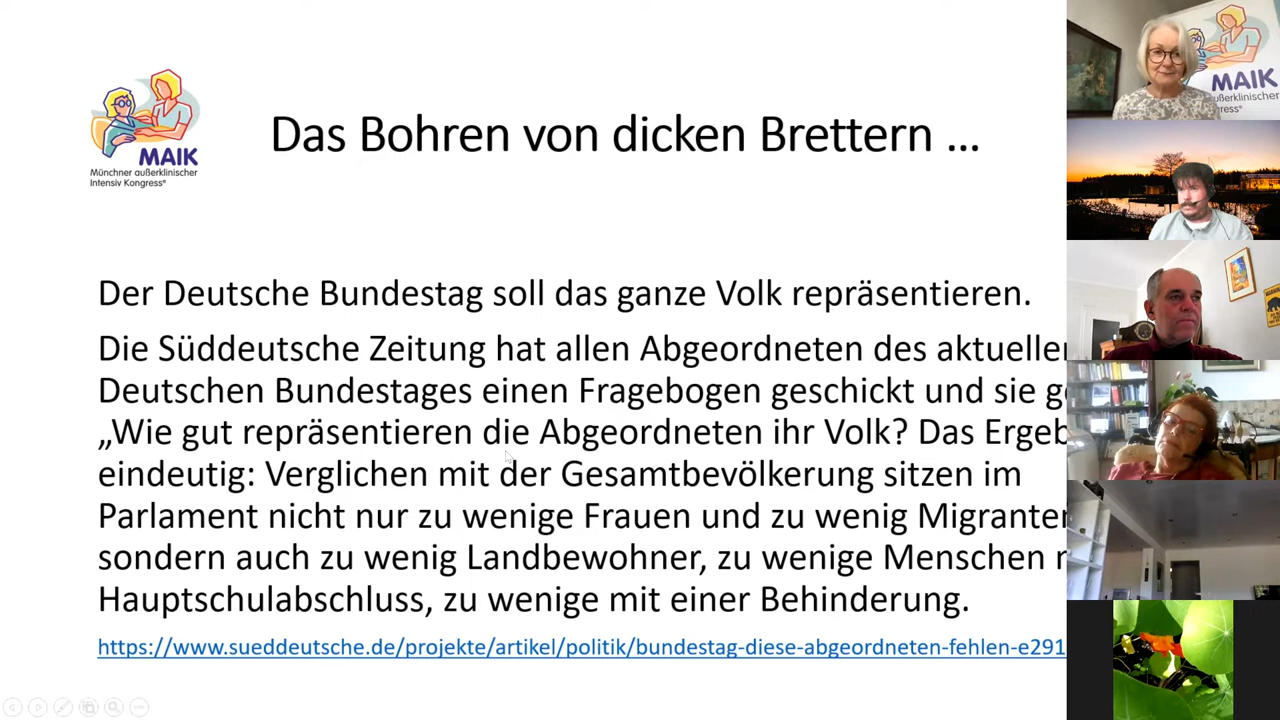 MAIK
Münchner außerklinischer
Intensiv Kongress®
Das Bohren von dicken Brettern ...
Der Deutsche Bundestag soll das ganze Volk repräsentieren.
Die Süddeutsche Zeitung hat allen Abgeordneten des aktuellen
Deutschen Bundestages einen Fragebogen geschickt und sie
„Wie gut repräsentieren die Abgeordneten ihr Volk? Das Ergeb
eindeutig: Verglichen mit der Gesamtbevölkerung sitzen im
Parlament nicht nur zu wenige Frauen und zu wenig Migranten
sondern auch zu wenig Landbewohner, zu wenige Menschen
Hauptschulabschluss, zu wenige mit einer Behinderung.
https://www.sueddeutsche.de/projekte/artikel/politik/bundestag-diese-abgeordneten-fehlen-e291
MAIK
außerklinischer